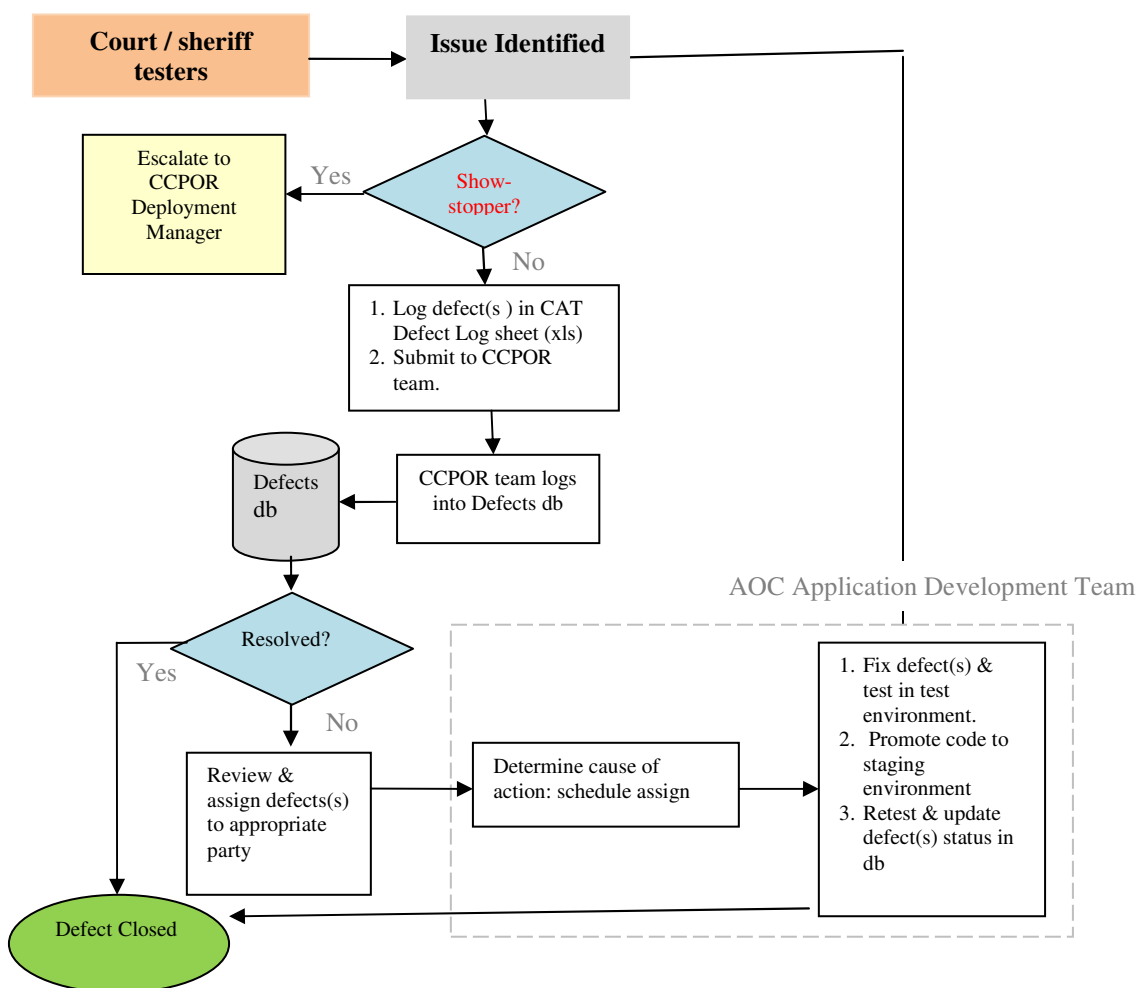 Court / sheriff
testers
Issue Identified
Escalate to
CCPOR
Deployment
Manager
Yes
Show-
stopper?
No
1. Log defect(s ) in CAT
Defect Log sheet (xls)
2. Submit to CCPOR
team.
Defects
db
CCPOR team logs
into Defects db
AOC Application Development Team
Resolved?
Yes
No
Review &
assign defects(s)
to appropriate
party
Determine cause of
action: schedule assign
1. Fix defect(s) &
test in test
environment.
2. Promote code to
staging
environment
3. Retest & update
defect(s) status in
db
Defect Closed